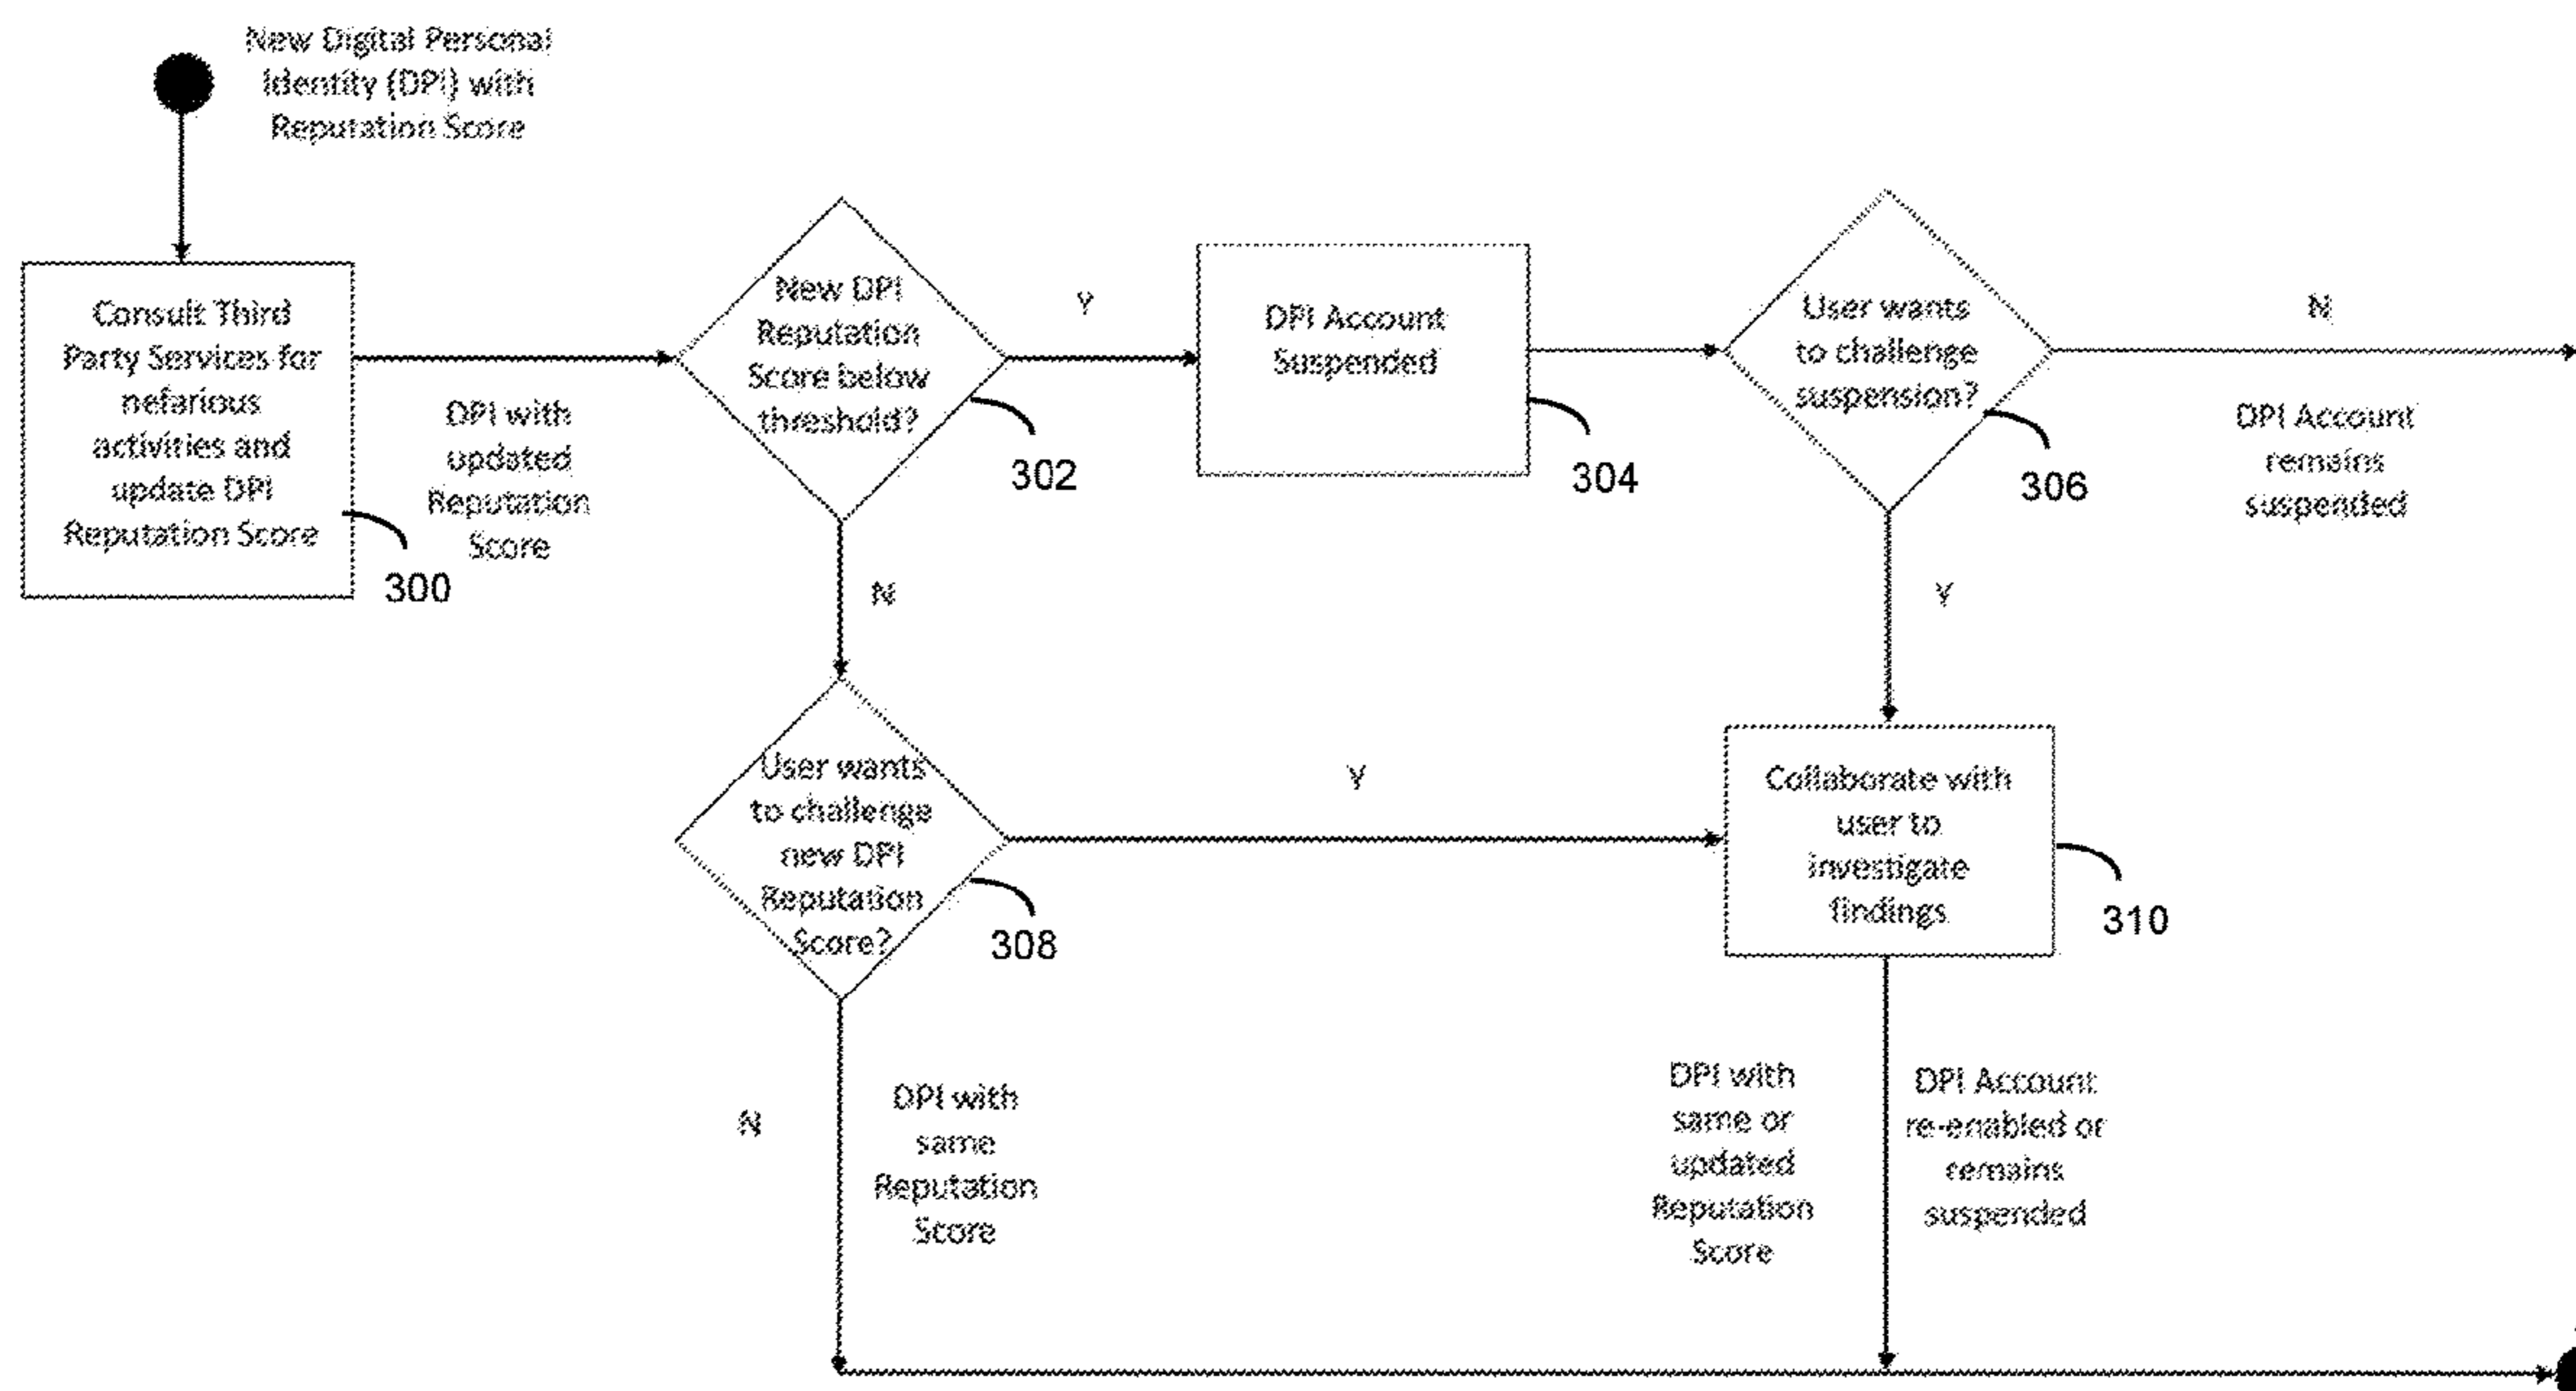 New Digital Personal
Identity (DPI) with
Reputation Score
Consult Third
Party Services for
nefarious
activities and
update DPI
Reputation Score
300
DPI with
updated
Reputation
Score
New DPI
Reputation
Score below
threshold?
302
Y
DPI Account
Suspended
304
User wants
to challenge
suspension?
306
N
DPI Account
remains
suspended
N
Y
User wants
to challenge
new DPI
Reputation
Score?
308
Y
Collaborate with
user to
investigate
findings
310
N
DPI with
same
Reputation
Score
DPI with
same or
updated
Reputation
Score
DPI Account
re-enabled or
remains
suspended